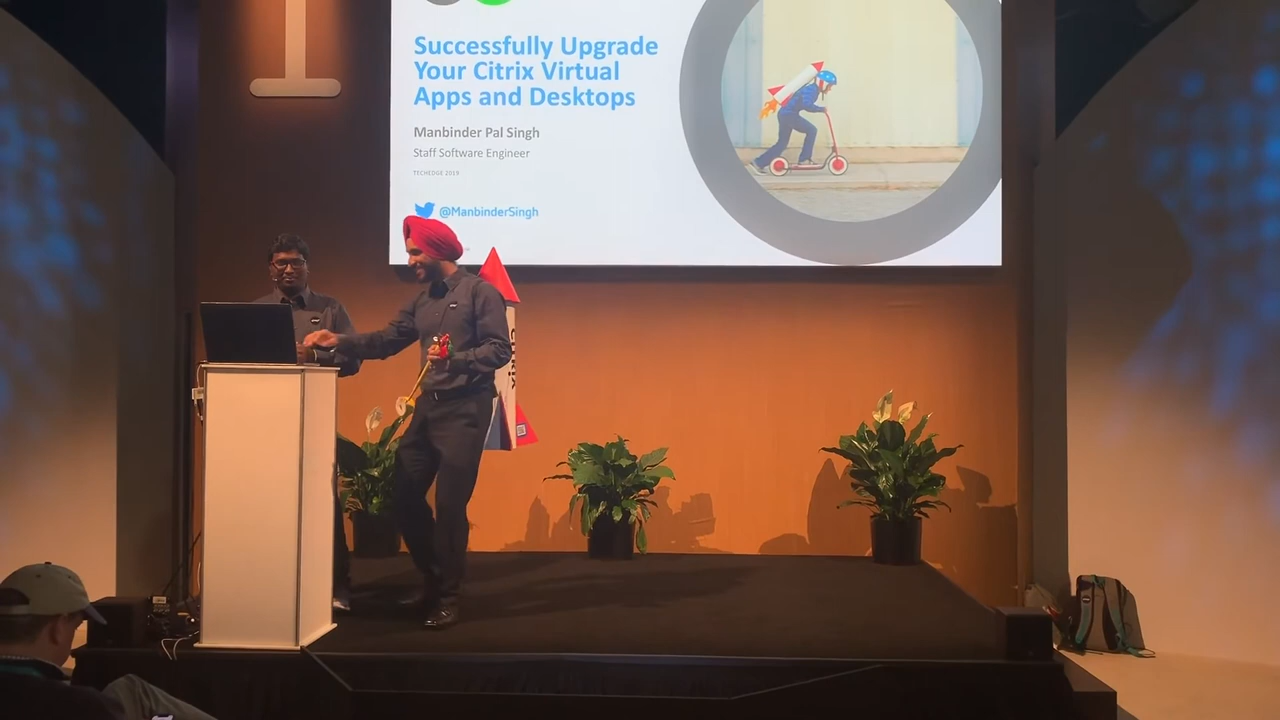 Successfully Upgrade
Your Citrix Virtual
Apps and Desktops
Manbinder Pal Singh
Staff Software Engineer
TECHEDGE 2019
@ManbinderSingh
CITRIX